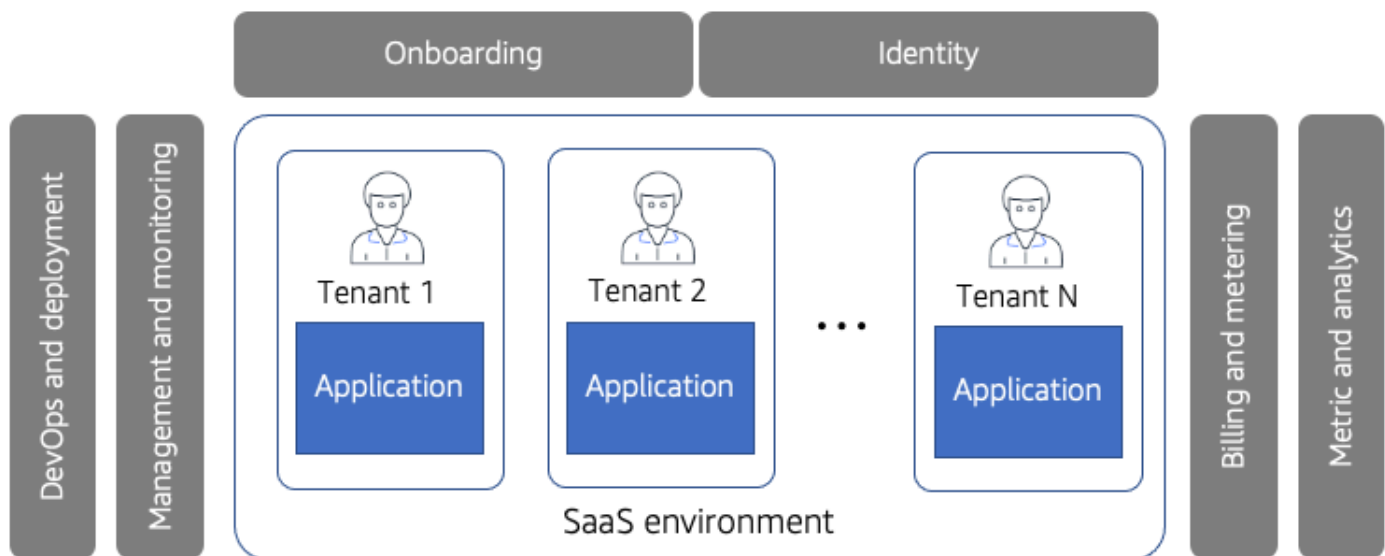 Onboarding
Identity
DevOps and deployment
Management and monitoring
Tenant 1
Application
Tenant 2
Application
...
Tenant N
Application
SaaS environment
Billing and metering
Metric and analytics